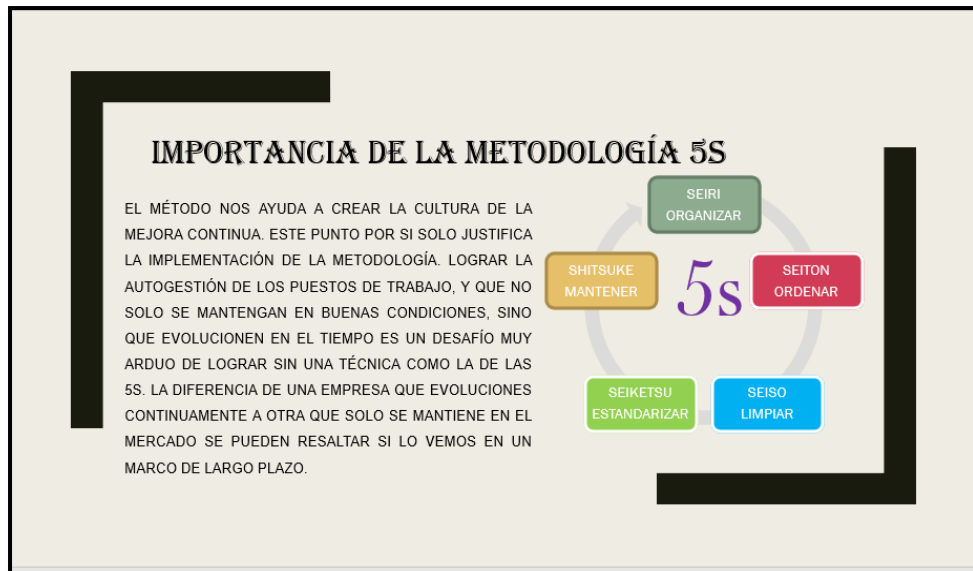 IMPORTANCIA DE LA METODOLOGÍA 5S
EL MÉTODO NOS AYUDA A CREAR LA CULTURA DE LA
MEJORA CONTINUA. ESTE PUNTO POR SI SOLO JUSTIFICA
LA IMPLEMENTACIÓN DE LA METODOLOGÍA. LOGRAR LA
AUTOGESTIÓN DE LOS PUESTOS DE TRABAJO, Y QUE NO
SOLO SE MANTENGAN EN BUENAS CONDICIONES, SINO
QUE EVOLUCIONEN EN EL TIEMPO ES UN DESAFÍO MUY
ARDUO DE LOGRAR SIN UNA TÉCNICA COMO LA DE LAS
5S. LA DIFERENCIA DE UNA EMPRESA QUE EVOLUCIONES
CONTINUAMENTE A OTRA QUE SOLO SE MANTIENE EN EL
MERCADO SE PUEDEN RESALTAR SI LO VEMOS EN UN
MARCO DE LARGO PLAZO.
SEIRI
ORGANIZAR
SEITON
ORDENAR
SEISO
LIMPIAR
SEIKETSU
ESTANDARIZAR
SHITSUKE
MANTENER
5s